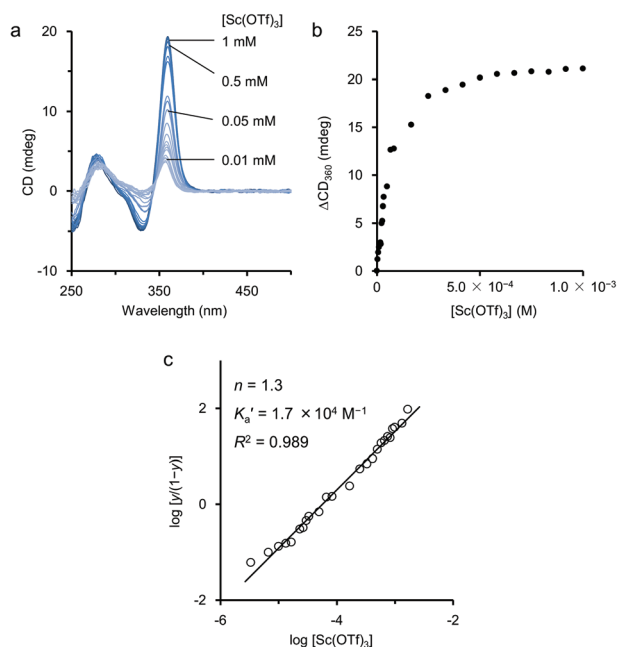 a
[Sc(OTf)₃]
1 mM
0.5 mM
0.05 mM
0.01 mM
20
10
0
-10
CD (mdeg)
250
350
450
Wavelength (nm)
b
25
20
15
10
5
0
ΔCD₃₆₀ (mdeg)
0
5.0 × 10⁻⁴
1.0 × 10⁻³
[Sc(OTf)₃] (M)
c
n = 1.3
Kₐ′ = 1.7 × 10⁴ M⁻¹
R² = 0.989
2
0
-2
log [y/(1−y)]
-6
-4
-2
log [Sc(OTf)₃]